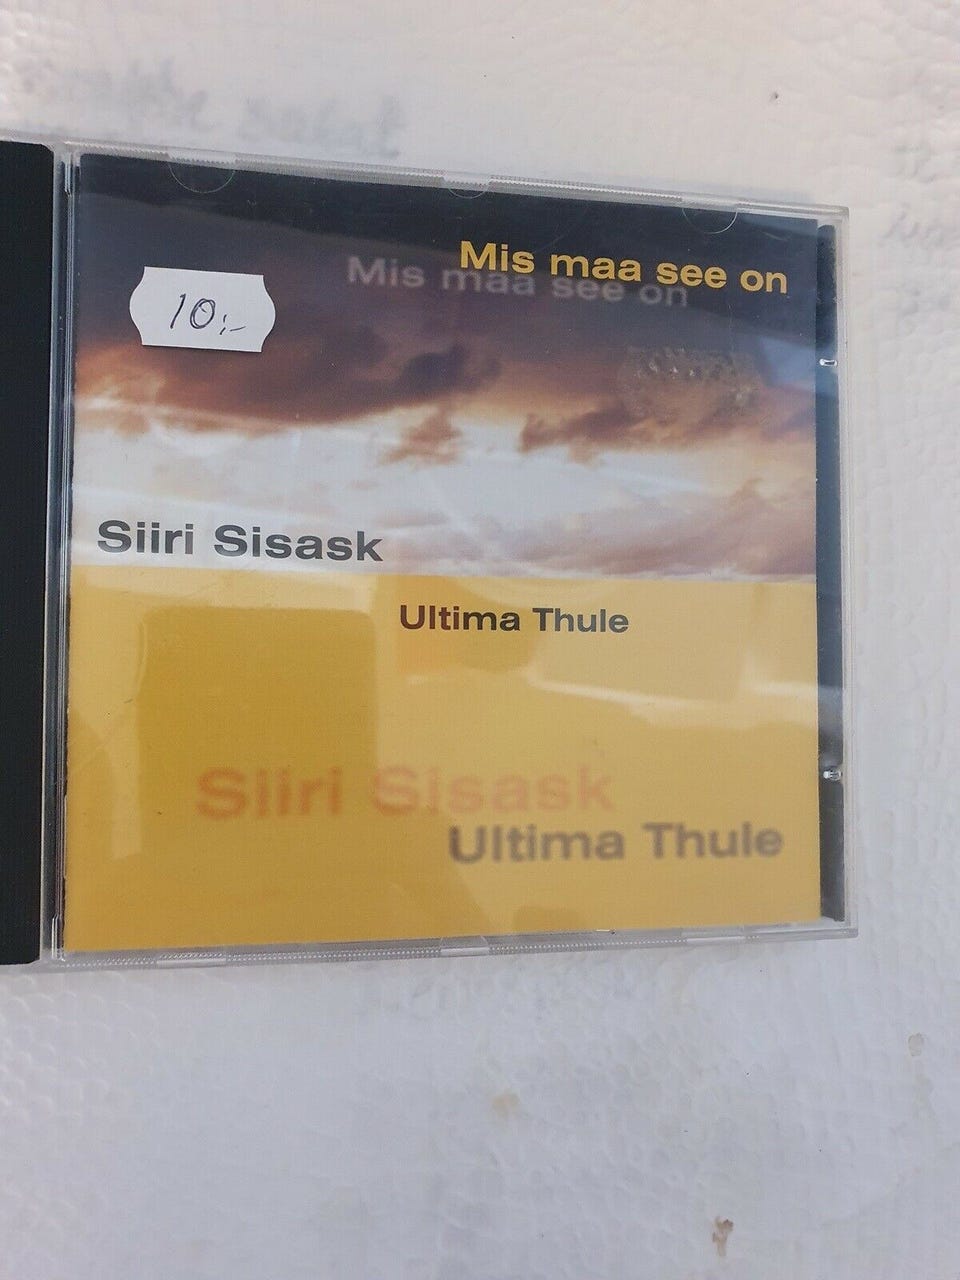 Mis maa see on
Mis maa see on
10,-
Siiri Sisask
Ultima Thule
Siiri Sisask
Ultima Thule